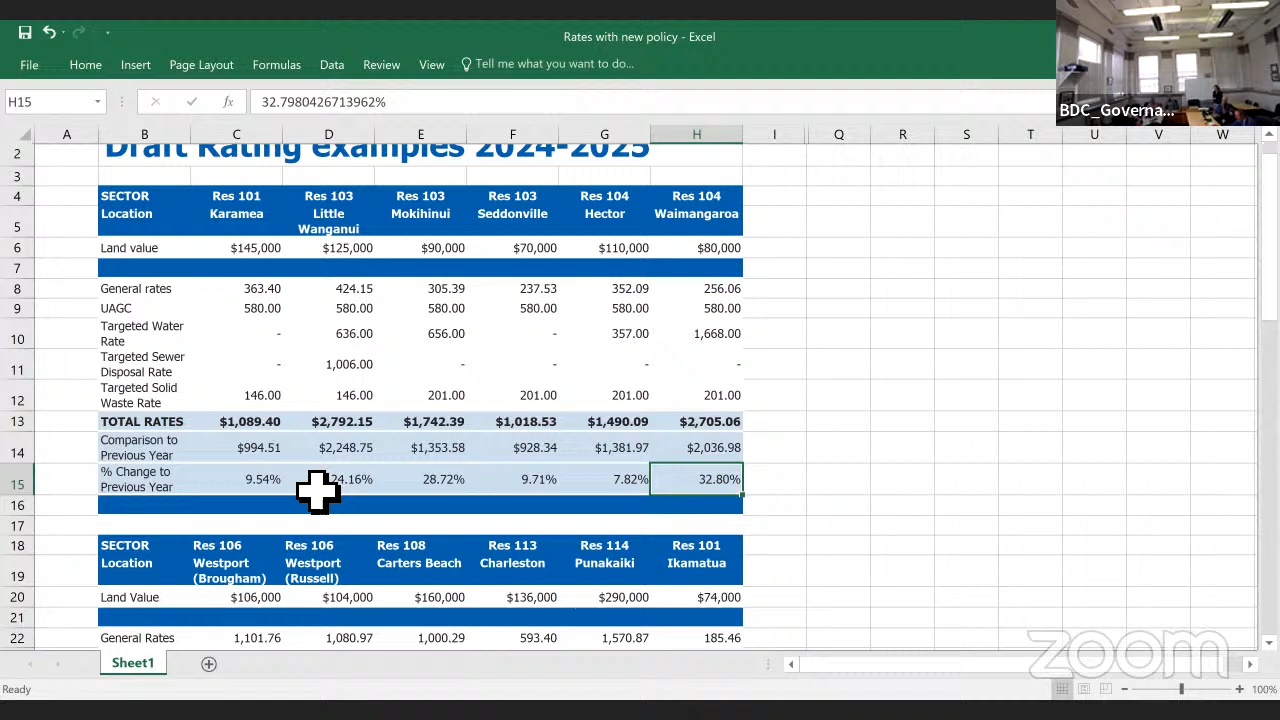 Rates with new policy - Excel
File Home Insert Page Layout Formulas Data Review View Tell me what you want to do...
BDC_Governa...
H15 fx 32.7980426713962%
A B C D E F G H I Q R S T U V W
2 Draft Rating examples 2024-2025
3
4 SECTOR Res 101 Res 103 Res 103 Res 103 Res 104 Res 104
Location Karamea Little Mokihinui Seddonville Hector Waimangaroa
5 Wanganui
6 Land value $145,000 $125,000 $90,000 $70,000 $110,000 $80,000
7
8 General rates 363.40 424.15 305.39 237.53 352.09 256.06
9 UAGC 580.00 580.00 580.00 580.00 580.00 580.00
Targeted Water
10 Rate - 636.00 656.00 - 357.00 1,668.00
Targeted Sewer
11 Disposal Rate - 1,006.00 - - - -
Targeted Solid
12 Waste Rate 146.00 146.00 201.00 201.00 201.00 201.00
13 TOTAL RATES $1,089.40 $2,792.15 $1,742.39 $1,018.53 $1,490.09 $2,705.06
Comparison to
14 Previous Year $994.51 $2,248.75 $1,353.58 $928.34 $1,381.97 $2,036.98
% Change to
15 Previous Year 9.54% 24.16% 28.72% 9.71% 7.82% 32.80%
16
17
18 SECTOR Res 106 Res 106 Res 108 Res 113 Res 114 Res 101
Location Westport Westport Carters Beach Charleston Punakaiki Ikamatua
19 (Brougham) (Russell)
20 Land Value $106,000 $104,000 $160,000 $136,000 $290,000 $74,000
21
22 General Rates 1,101.76 1,080.97 1,000.29 593.40 1,570.87 185.46
Sheet1
zoom
Ready 100%